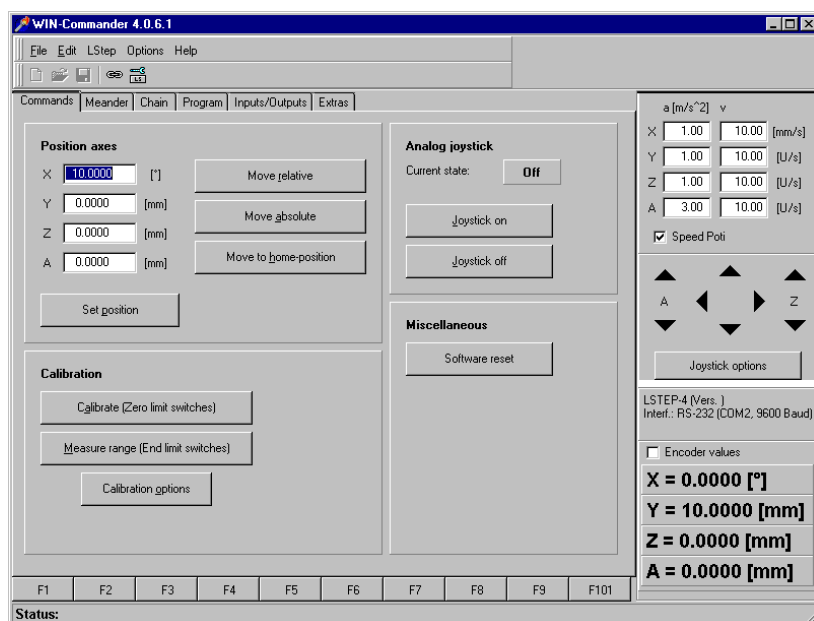 WIN-Commander 4.0.6.1
File Edit LStep Options Help
Commands Meander Chain Program Inputs/Outputs Extras
Position axes
X 10.0000 [°]
Y 0.0000 [mm]
Z 0.0000 [mm]
A 0.0000 [mm]
Move relative
Move absolute
Move to home-position
Set position
Calibration
Calibrate (Zero limit switches)
Measure range (End limit switches)
Calibration options
Analog joystick
Current state: Off
Joystick on
Joystick off
Miscellaneous
Software reset
a [m/s^2] v
X 1.00 10.00 [mm/s]
Y 1.00 10.00 [U/s]
Z 1.00 10.00 [U/s]
A 3.00 10.00 [U/s]
Speed Poti
A Z
Joystick options
LSTEP-4 (Vers. )
Interf.: RS-232 (COM2, 9600 Baud)
Encoder values
X = 0.0000 [°]
Y = 10.0000 [mm]
Z = 0.0000 [mm]
A = 0.0000 [mm]
F1 F2 F3 F4 F5 F6 F7 F8 F9 F101
Status: